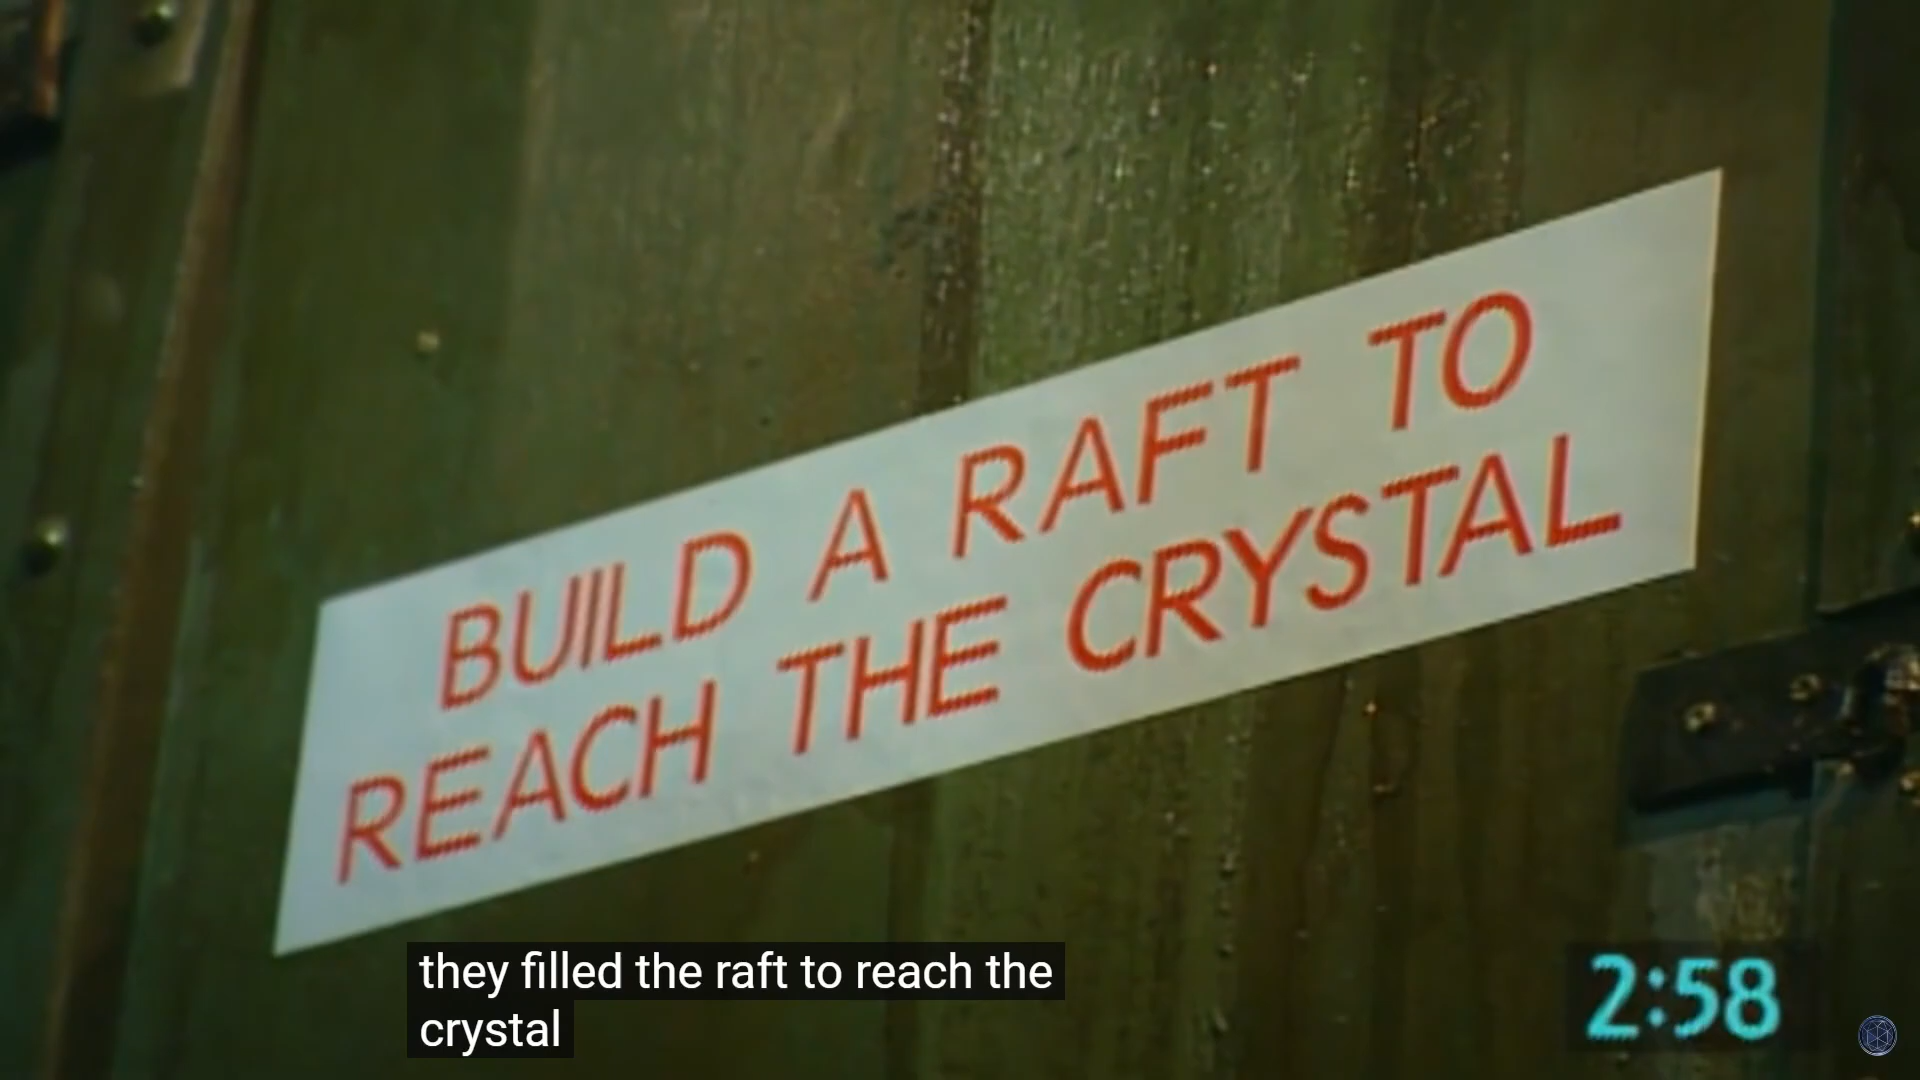 BUILD A RAFT TO
REACH THE CRYSTAL
they filled the raft to reach the
crystal
2:58